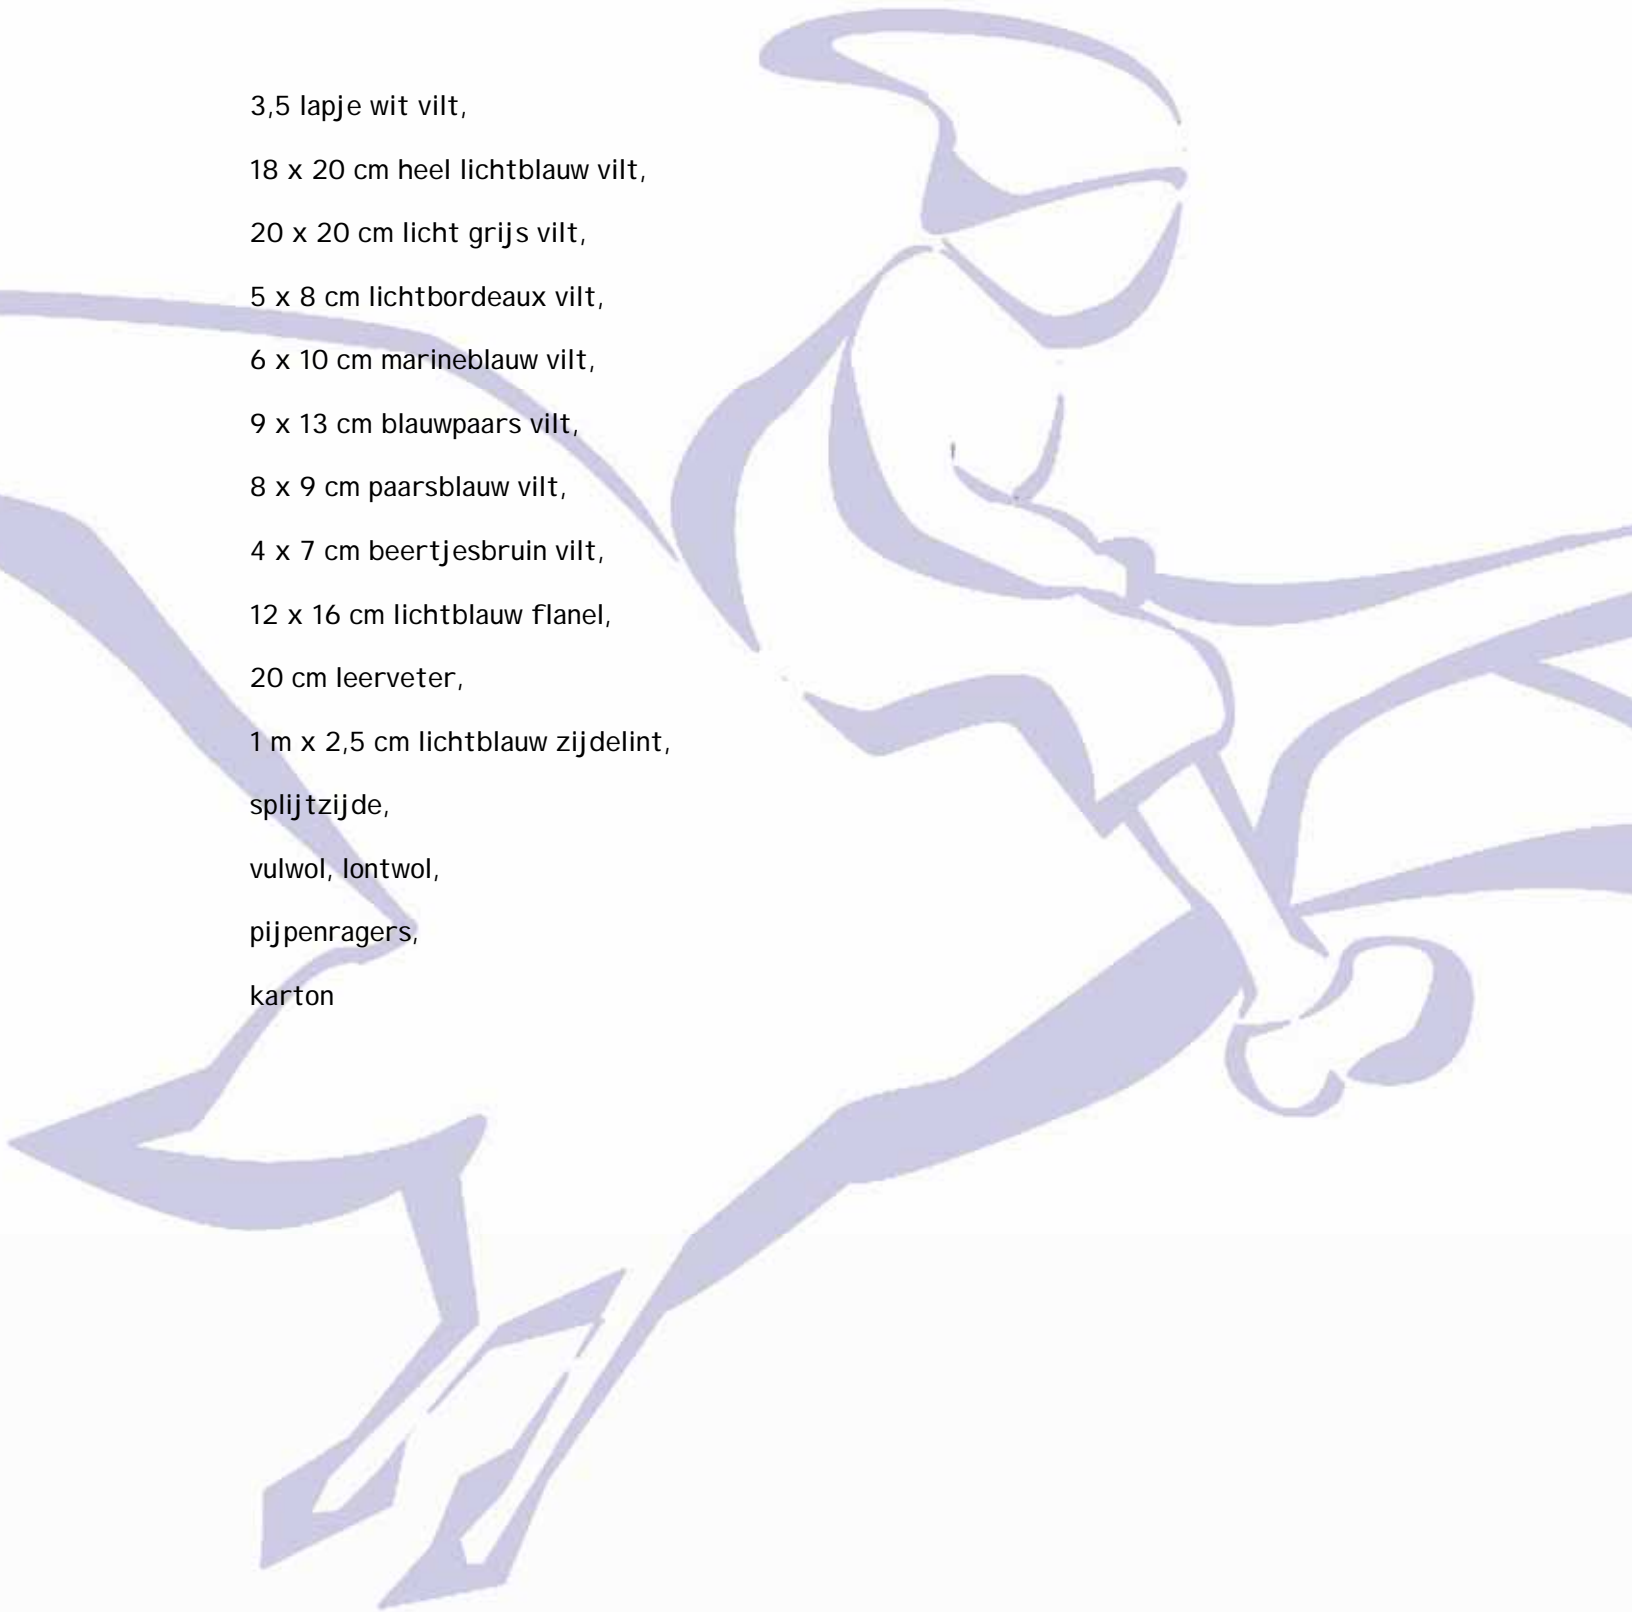 3,5 lapje wit vilt,
18 x 20 cm heel lichtblauw vilt,
20 x 20 cm licht grijs vilt,
5 x 8 cm lichtbordeaux vilt,
6 x 10 cm marineblauw vilt,
9 x 13 cm blauwpaars vilt,
8 x 9 cm paarsblauw vilt,
4 x 7 cm beertjesbruin vilt,
12 x 16 cm lichtblauw flanel,
20 cm leerveter,
1 m x 2,5 cm lichtblauw zijdelint,
splijtzijde,
vulwol, lontwol,
pijpenragers,
karton